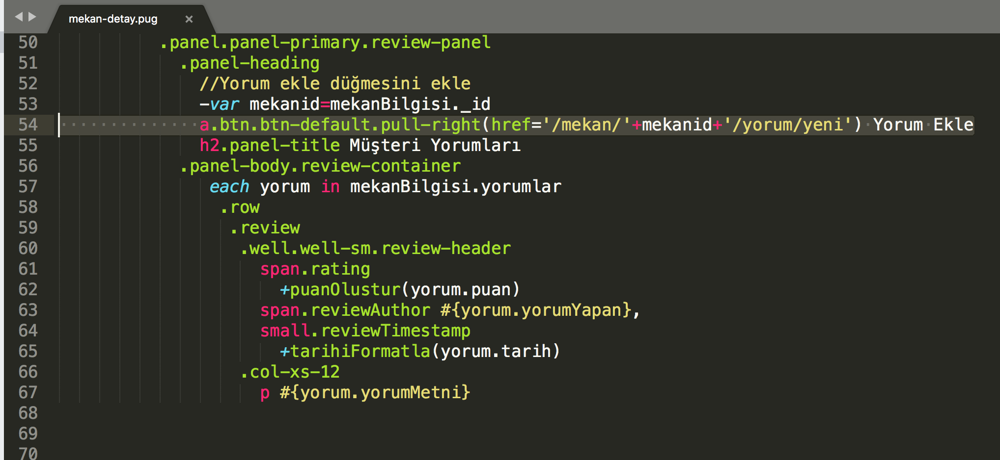 mekan-detay.pug ×
50 .panel.panel-primary.review-panel
51 .panel-heading
52 //Yorum ekle düğmesini ekle
53 -var mekanid=mekanBilgisi._id
54 a.btn.btn-default.pull-right(href='/mekan/'+mekanid+'/yorum/yeni') Yorum Ekle
55 h2.panel-title Müşteri Yorumları
56 .panel-body.review-container
57 each yorum in mekanBilgisi.yorumlar
58 .row
59 .review
60 .well.well-sm.review-header
61 span.rating
62 +puanOlustur(yorum.puan)
63 span.reviewAuthor #{yorum.yorumYapan},
64 small.reviewTimestamp
65 +tarihiFormatla(yorum.tarih)
66 .col-xs-12
67 p #{yorum.yorumMetni}
68
69
70